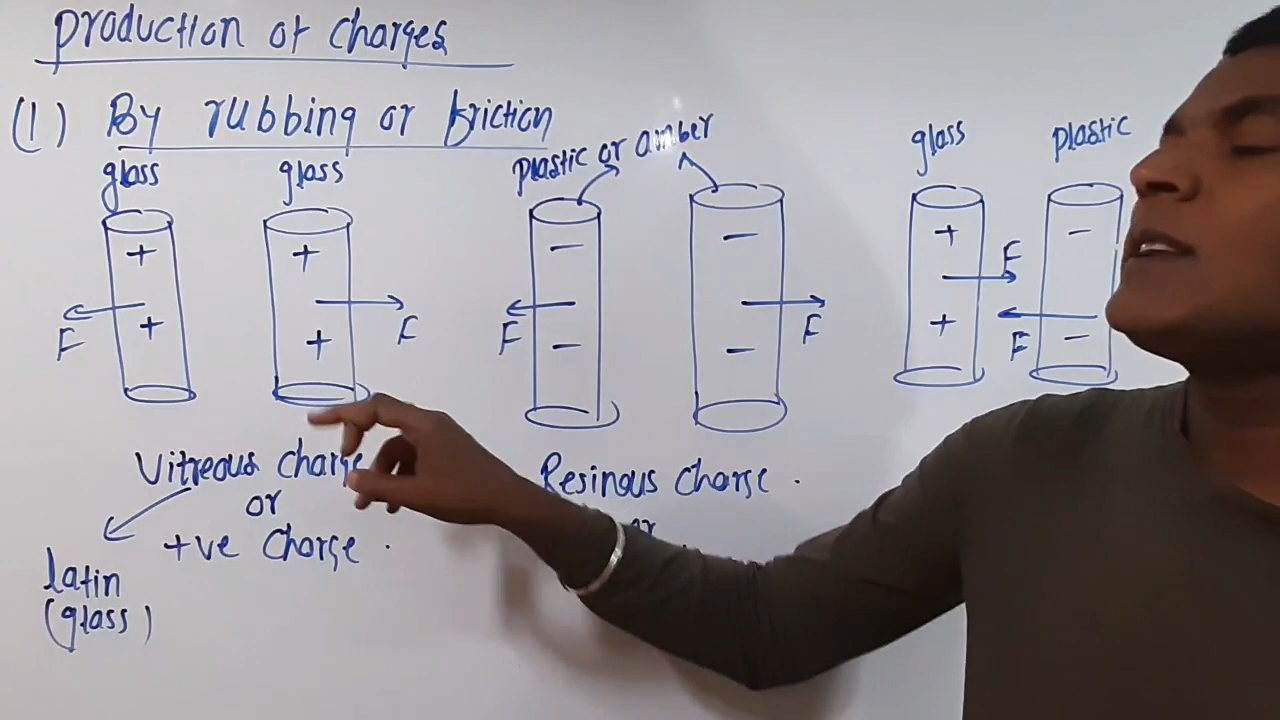 Production of charges
(1) By rubbing or friction
glass glass plastic or amber glass plastic
+ + - - + -
F F F F F F
+ + - - + -
Vitreous charge Resinous charge .
or or
+ve charge .
latin
(glass)